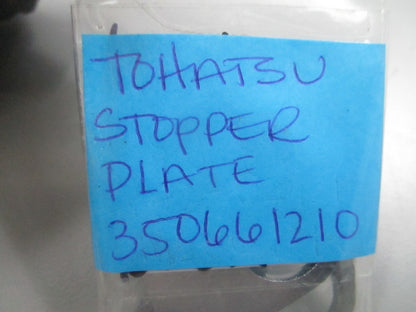 TOHATSU
STOPPER
PLATE
350661210